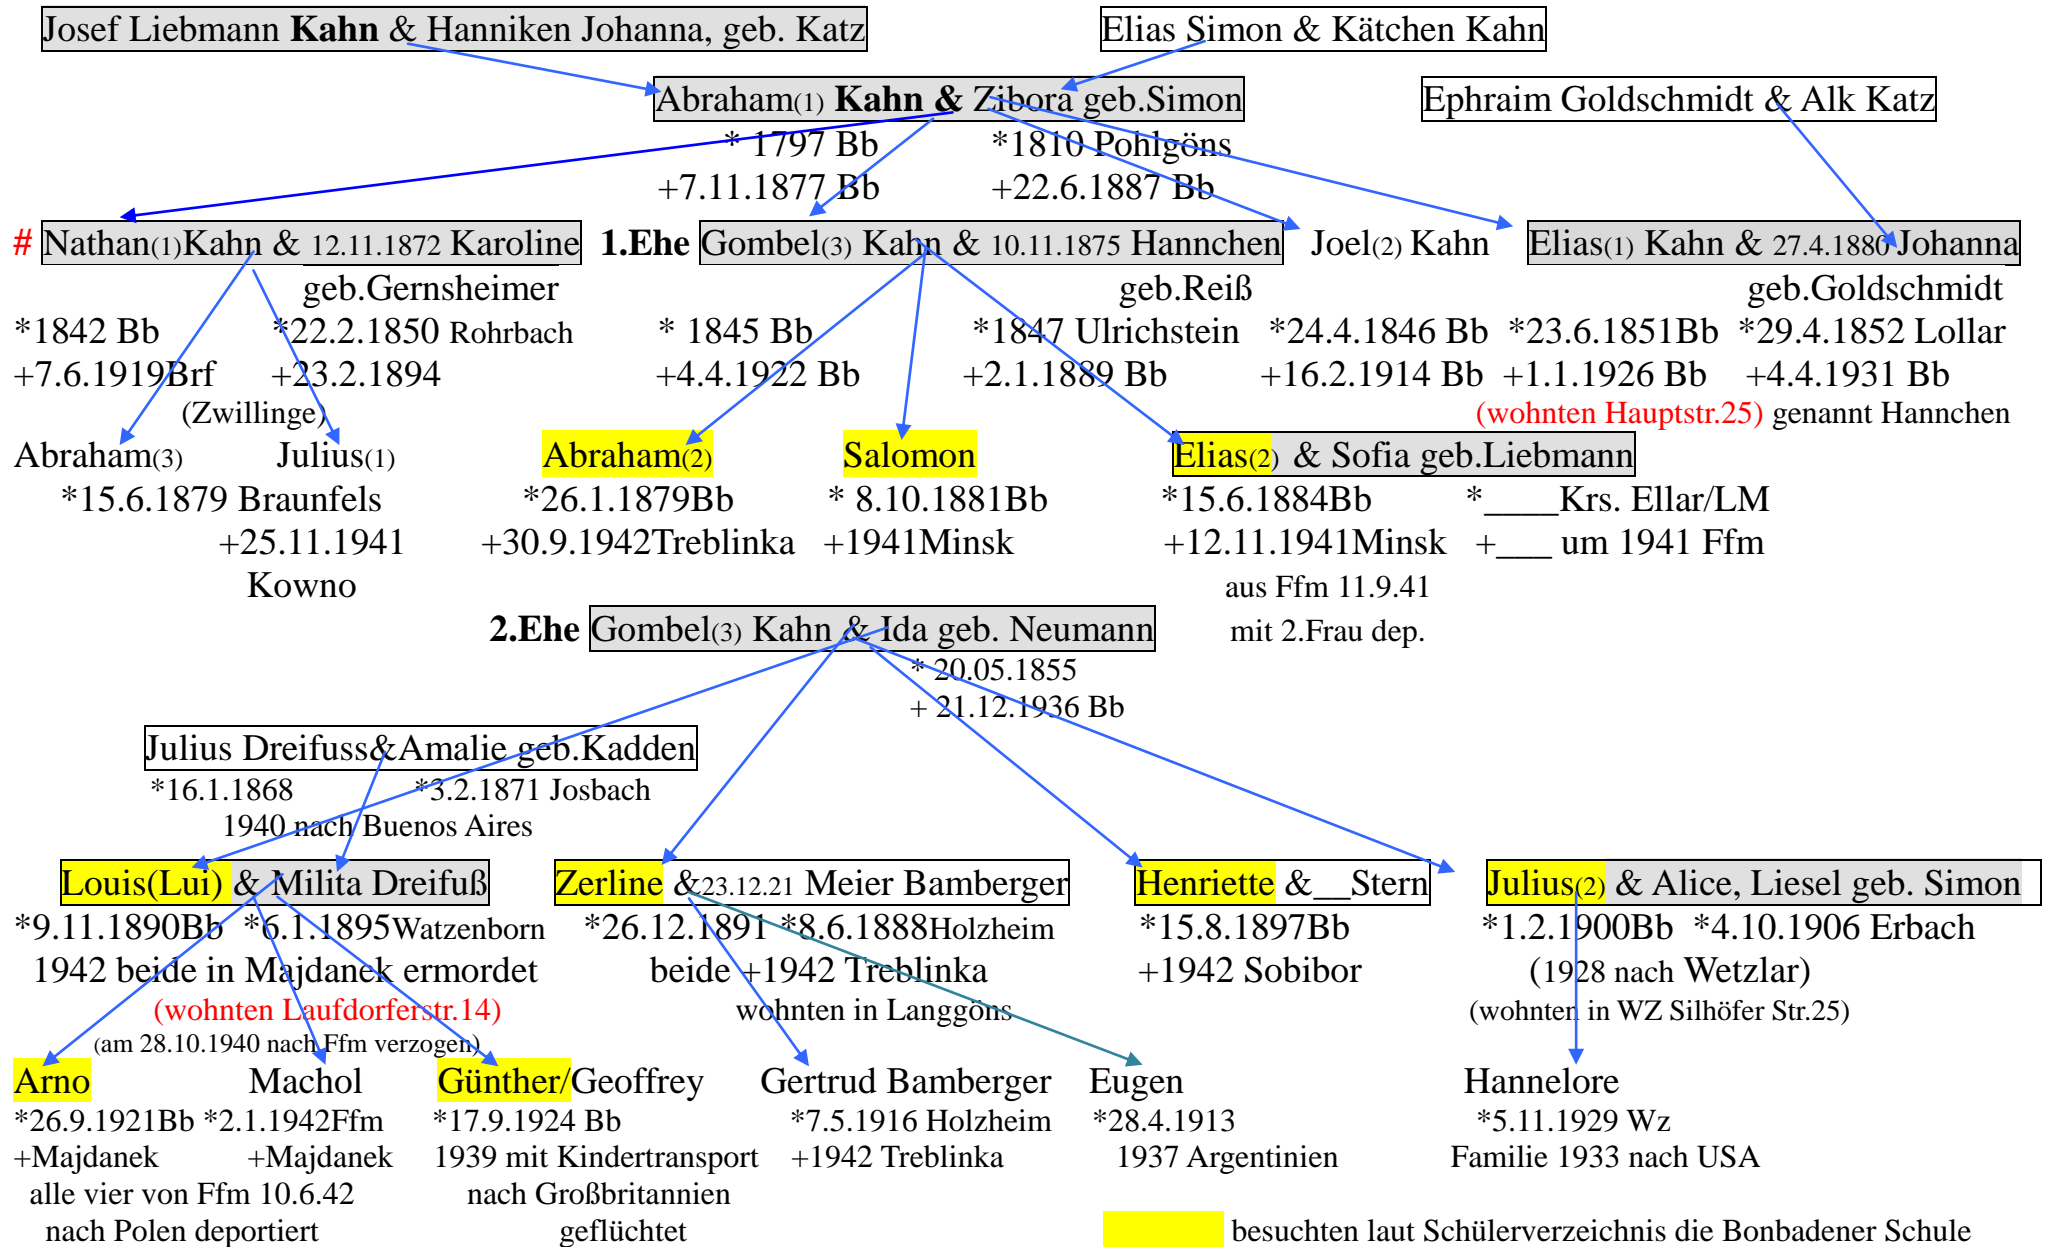 Josef Liebmann Kahn & Hanniken Johanna, geb. Katz Elias Simon & Kätchen Kahn
Abraham(1) Kahn & Zibora geb.Simon Ephraim Goldschmidt & Alk Katz
* 1797 Bb *1810 Pohlgöns
+7.11.1877 Bb +22.6.1887 Bb
# Nathan(1)Kahn & 12.11.1872 Karoline 1.Ehe Gombel(3) Kahn & 10.11.1875 Hannchen Joel(2) Kahn Elias(1) Kahn & 27.4.1880 Johanna
geb.Gernsheimer geb.Reiß geb.Goldschmidt
*1842 Bb *22.2.1850 Rohrbach * 1845 Bb *1847 Ulrichstein *24.4.1846 Bb *23.6.1851Bb *29.4.1852 Lollar
+7.6.1919Brf +23.2.1894 +4.4.1922 Bb +2.1.1889 Bb +16.2.1914 Bb +1.1.1926 Bb +4.4.1931 Bb
(Zwillinge) (wohnten Hauptstr.25) genannt Hannchen
Abraham(3) Julius(1) Abraham(2) Salomon Elias(2) & Sofia geb.Liebmann
*15.6.1879 Braunfels *26.1.1879Bb * 8.10.1881Bb *15.6.1884Bb *____Krs. Ellar/LM
+25.11.1941 +30.9.1942Treblinka +1941Minsk +12.11.1941Minsk +___ um 1941 Ffm
Kowno aus Ffm 11.9.41
2.Ehe Gombel(3) Kahn & Ida geb. Neumann mit 2.Frau dep.
* 20.05.1855
+ 21.12.1936 Bb
Julius Dreifuss&Amalie geb.Kadden
*16.1.1868 *3.2.1871 Josbach
1940 nach Buenos Aires
Louis(Lui) & Milita Dreifuß Zerline &23.12.21 Meier Bamberger Henriette &__Stern Julius(2) & Alice, Liesel geb. Simon
*9.11.1890Bb *6.1.1895Watzenborn *26.12.1891 *8.6.1888Holzheim *15.8.1897Bb *1.2.1900Bb *4.10.1906 Erbach
1942 beide in Majdanek ermordet beide +1942 Treblinka +1942 Sobibor (1928 nach Wetzlar)
(wohnten Laufdorferstr.14) wohnten in Langgöns (wohnten in WZ Silhöfer Str.25)
(am 28.10.1940 nach Ffm verzogen)
Arno Machol Günther/Geoffrey Gertrud Bamberger Eugen Hannelore
*26.9.1921Bb *2.1.1942Ffm *17.9.1924 Bb *7.5.1916 Holzheim *28.4.1913 *5.11.1929 Wz
+Majdanek +Majdanek 1939 mit Kindertransport +1942 Treblinka 1937 Argentinien Familie 1933 nach USA
alle vier von Ffm 10.6.42 nach Großbritannien
nach Polen deportiert geflüchtet besuchten laut Schülerverzeichnis die Bonbadener Schule